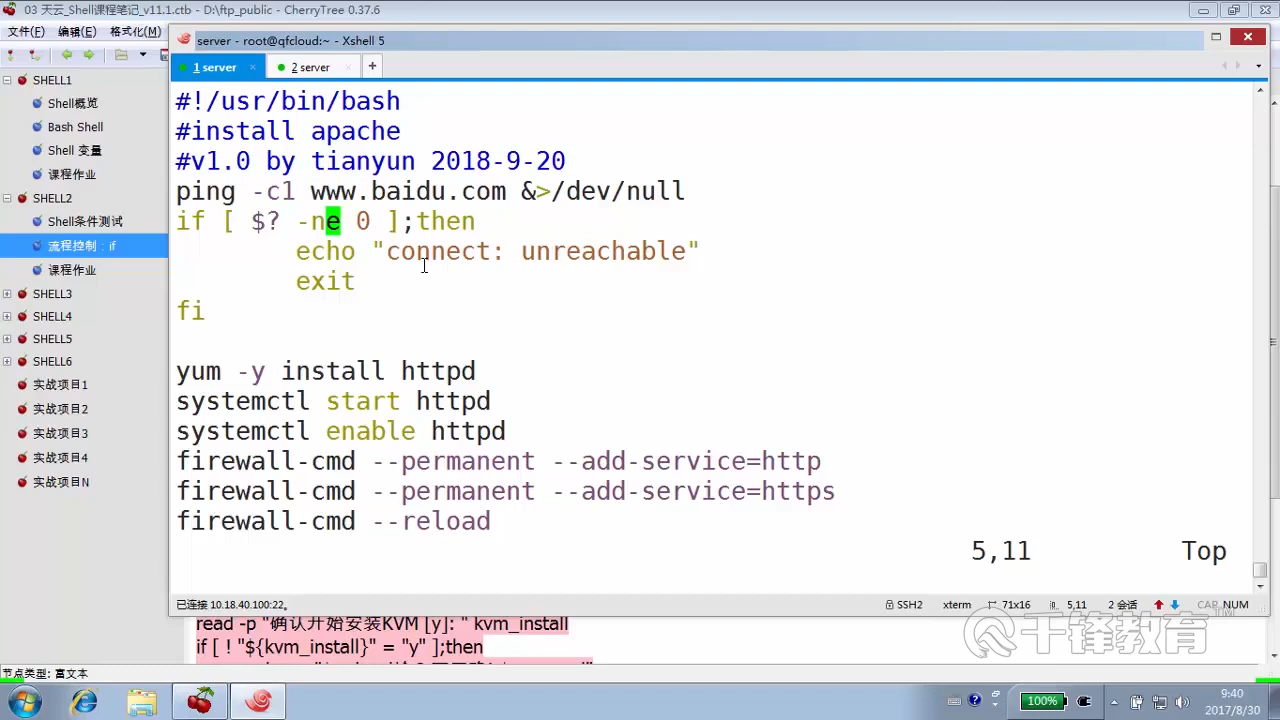 03 天云_Shell课程笔记_v11.1.ctb - D:\ftp_public - CherryTree 0.37.6
文件(F) 编辑(E) 格式化(M)
server - root@qfcloud:~ - Xshell 5
1 server × 2 server × +
SHELL1
Shell概览
Bash Shell
Shell 变量
课程作业
SHELL2
Shell条件测试
流程控制：if
课程作业
SHELL3
SHELL4
SHELL5
SHELL6
实战项目1
实战项目2
实战项目3
实战项目4
实战项目N
#!/usr/bin/bash
#install apache
#v1.0 by tianyun 2018-9-20
ping -c1 www.baidu.com &>/dev/null
if [ $? -ne 0 ];then
echo "connect: unreachable"
exit
fi
yum -y install httpd
systemctl start httpd
systemctl enable httpd
firewall-cmd --permanent --add-service=http
firewall-cmd --permanent --add-service=https
firewall-cmd --reload
5,11 Top
已连接 10.18.40.100:22。 SSH2 xterm 71x16 5,11 2 会话 CAP NUM
read -p "确认开始安装KVM [y]: " kvm_install
if [ ! "${kvm_install}" = "y" ];then
千锋教育 TM
节点类型: 富文本
100%
9:40
2017/8/30